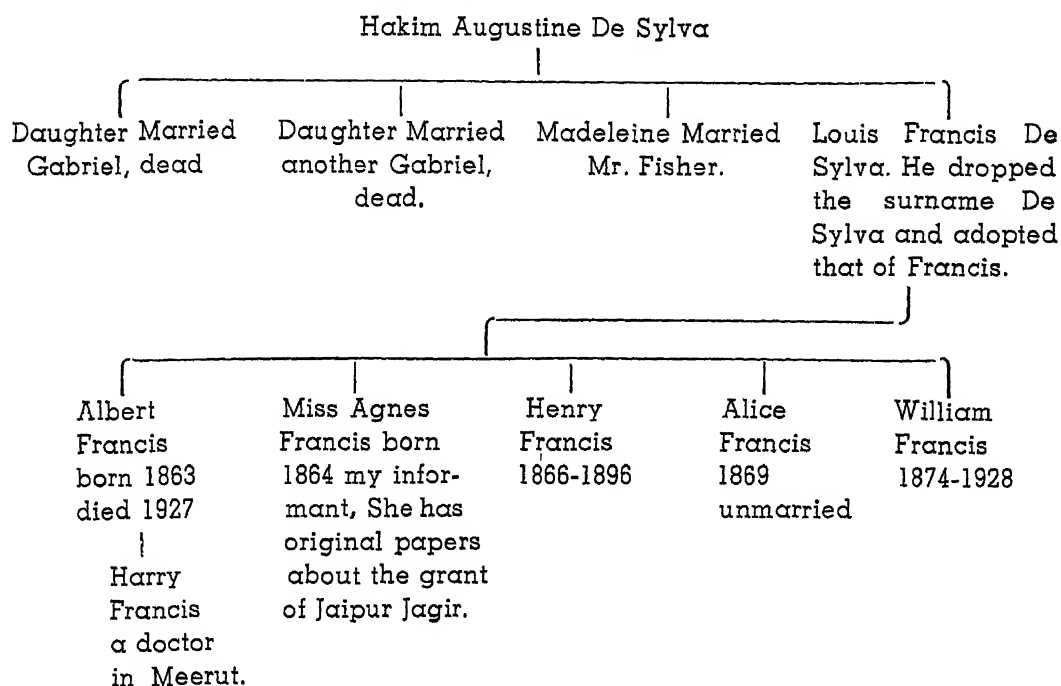 Hakim Augustine De Sylva
Daughter Married
Gabriel, dead
Daughter Married
another Gabriel,
dead.
Madeleine Married
Mr. Fisher.
Louis Francis De
Sylva. He dropped
the surname De
Sylva and adopted
that of Francis.
Albert
Francis
born 1863
died 1927
Harry
Francis
a doctor
in Meerut.
Miss Agnes
Francis born
1864 my infor-
mant, She has
original papers
about the grant
of Jaipur Jagir.
Henry
Francis
1866-1896
Alice
Francis
1869
unmarried
William
Francis
1874-1928